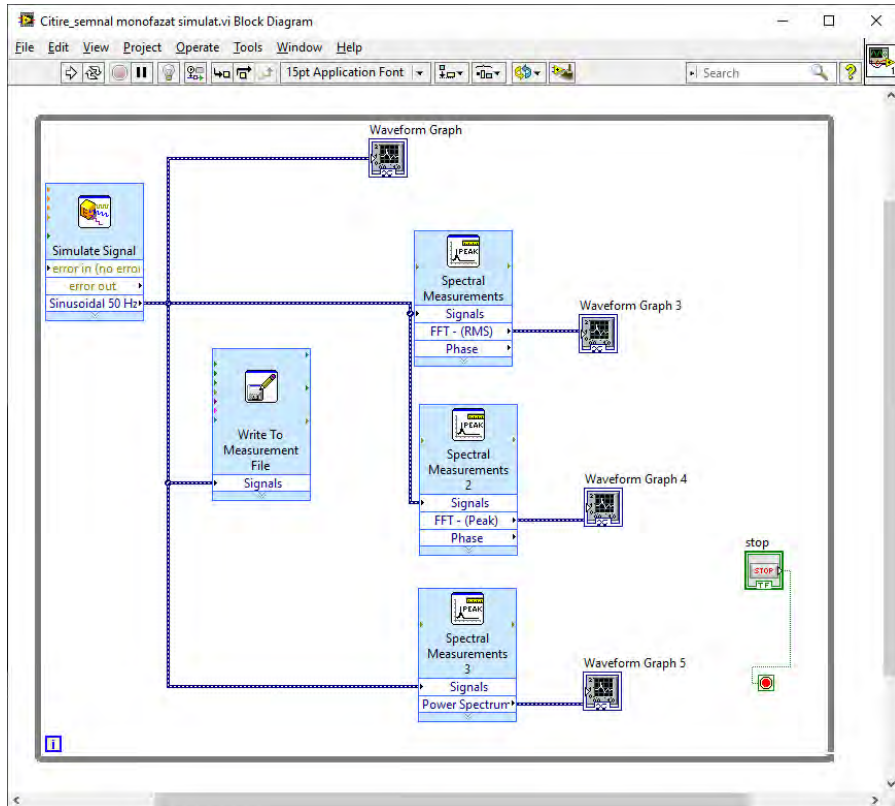 Citire_semnal monofazat simulat.vi Block Diagram
File Edit View Project Operate Tools Window Help
15pt Application Font
Search
Waveform Graph
Simulate Signal
error in (no erro
error out
Sinusoidal 50 Hz
PEAK
Spectral
Measurements
Signals
FFT - (RMS)
Phase
Waveform Graph 3
Write To
Measurement
File
Signals
PEAK
Spectral
Measurements
2
Signals
FFT - (Peak)
Phase
Waveform Graph 4
stop
STOP
TF
PEAK
Spectral
Measurements
3
Signals
Power Spectrum
Waveform Graph 5
i